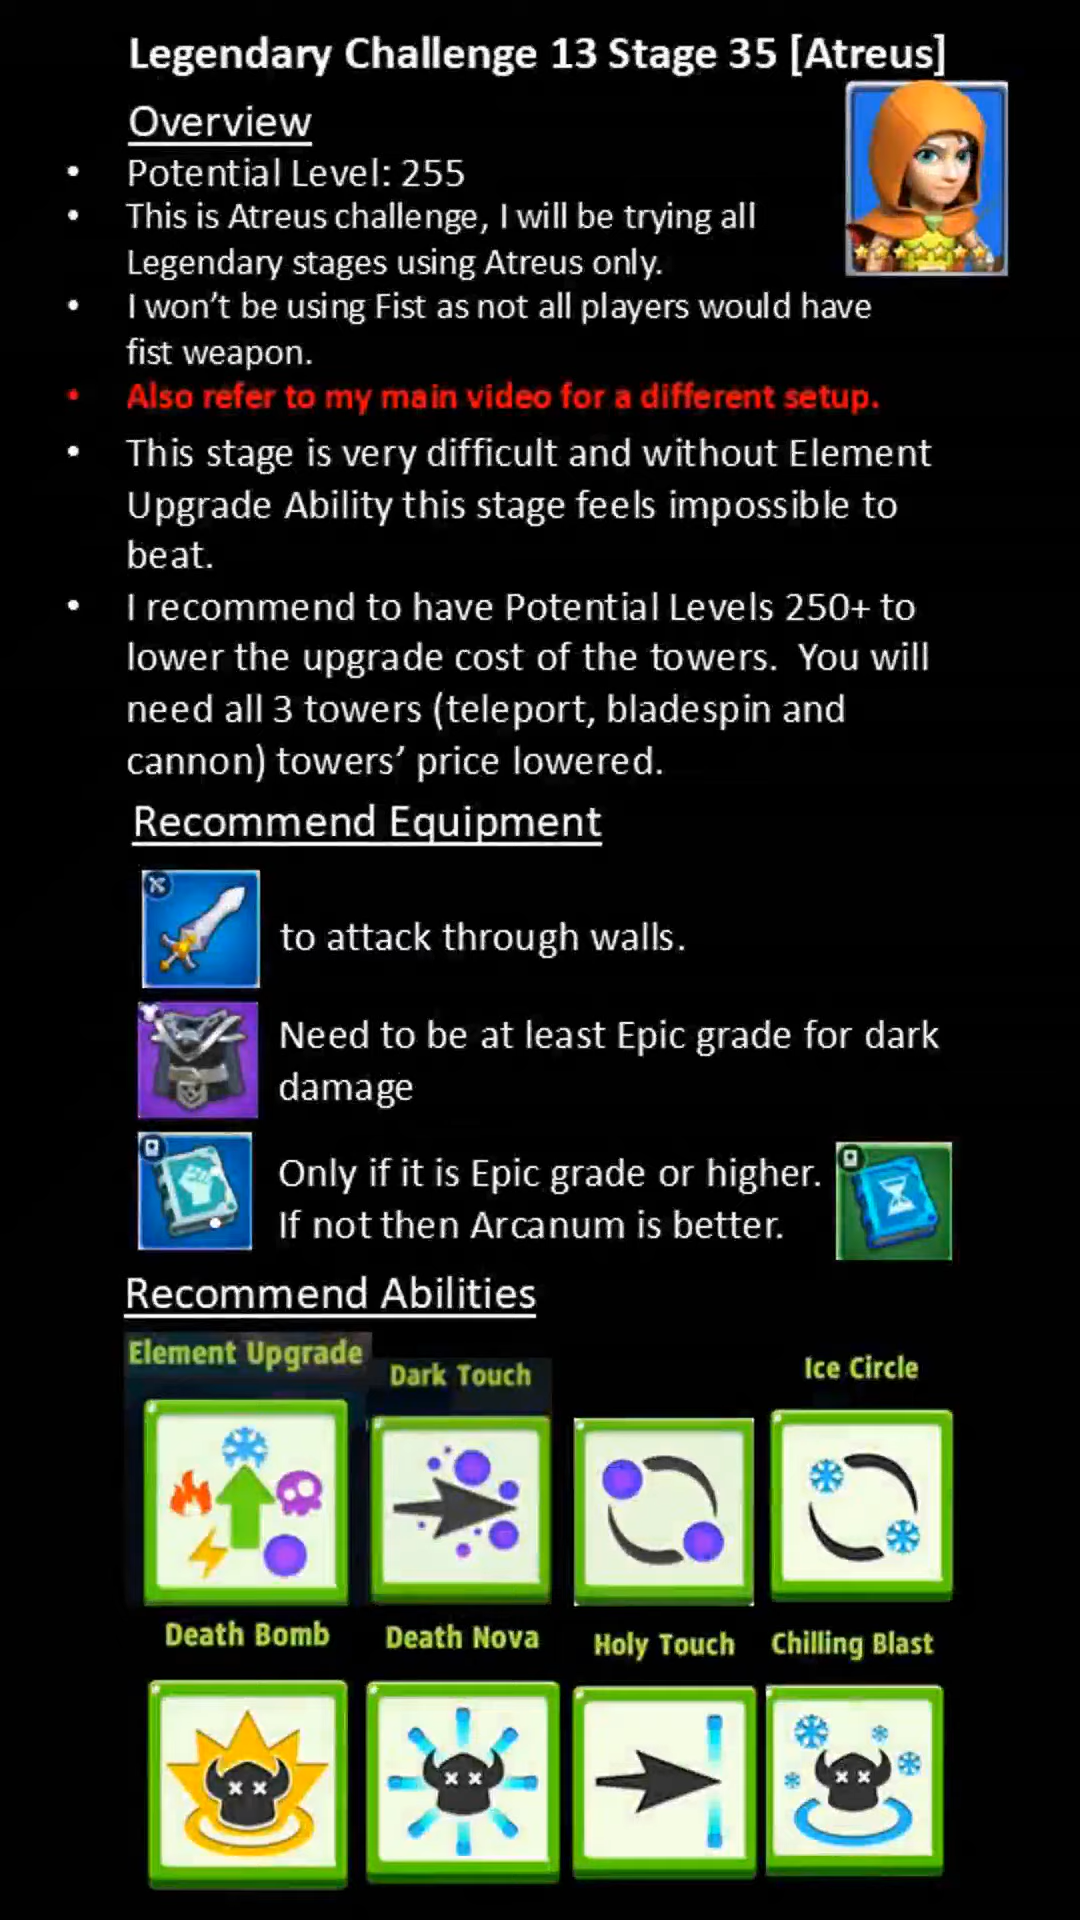 Legendary Challenge 13 Stage 35 [Atreus]
Overview
• Potential Level: 255
• This is Atreus challenge, I will be trying all
Legendary stages using Atreus only.
• I won't be using Fist as not all players would have
fist weapon.
• Also refer to my main video for a different setup.
• This stage is very difficult and without Element
Upgrade Ability this stage feels impossible to
beat.
• I recommend to have Potential Levels 250+ to
lower the upgrade cost of the towers. You will
need all 3 towers (teleport, bladespin and
cannon) towers' price lowered.
Recommend Equipment
to attack through walls.
Need to be at least Epic grade for dark
damage
Only if it is Epic grade or higher.
If not then Arcanum is better.
Recommend Abilities
Element Upgrade
Dark Touch
Ice Circle
Death Bomb
Death Nova
Holy Touch
Chilling Blast